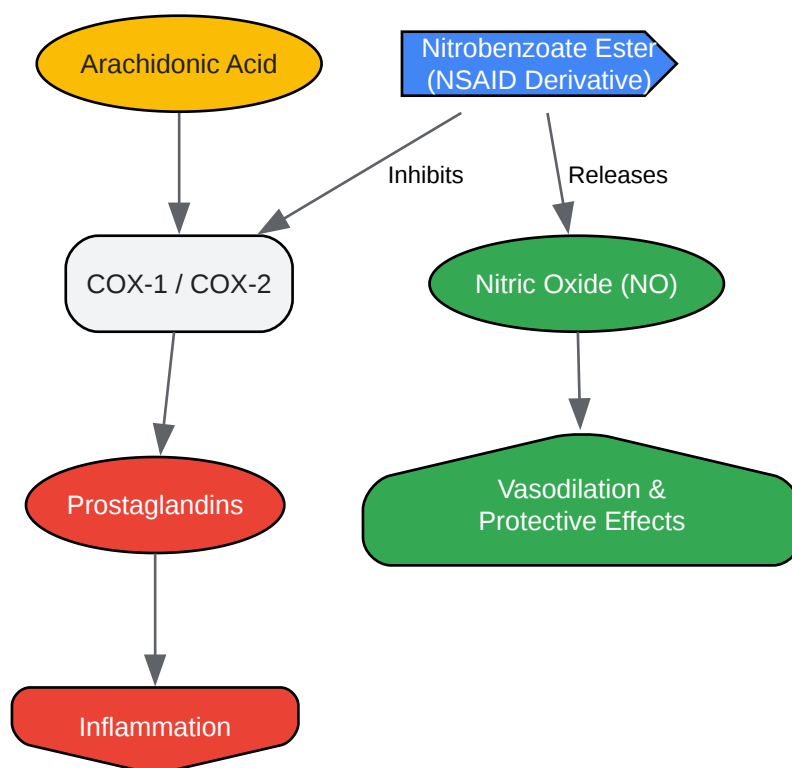 Arachidonic Acid
Nitrobenzoate Ester
(NSAID Derivative)
Inhibits
Releases
COX-1 / COX-2
Nitric Oxide (NO)
Prostaglandins
Vasodilation &
Protective Effects
Inflammation